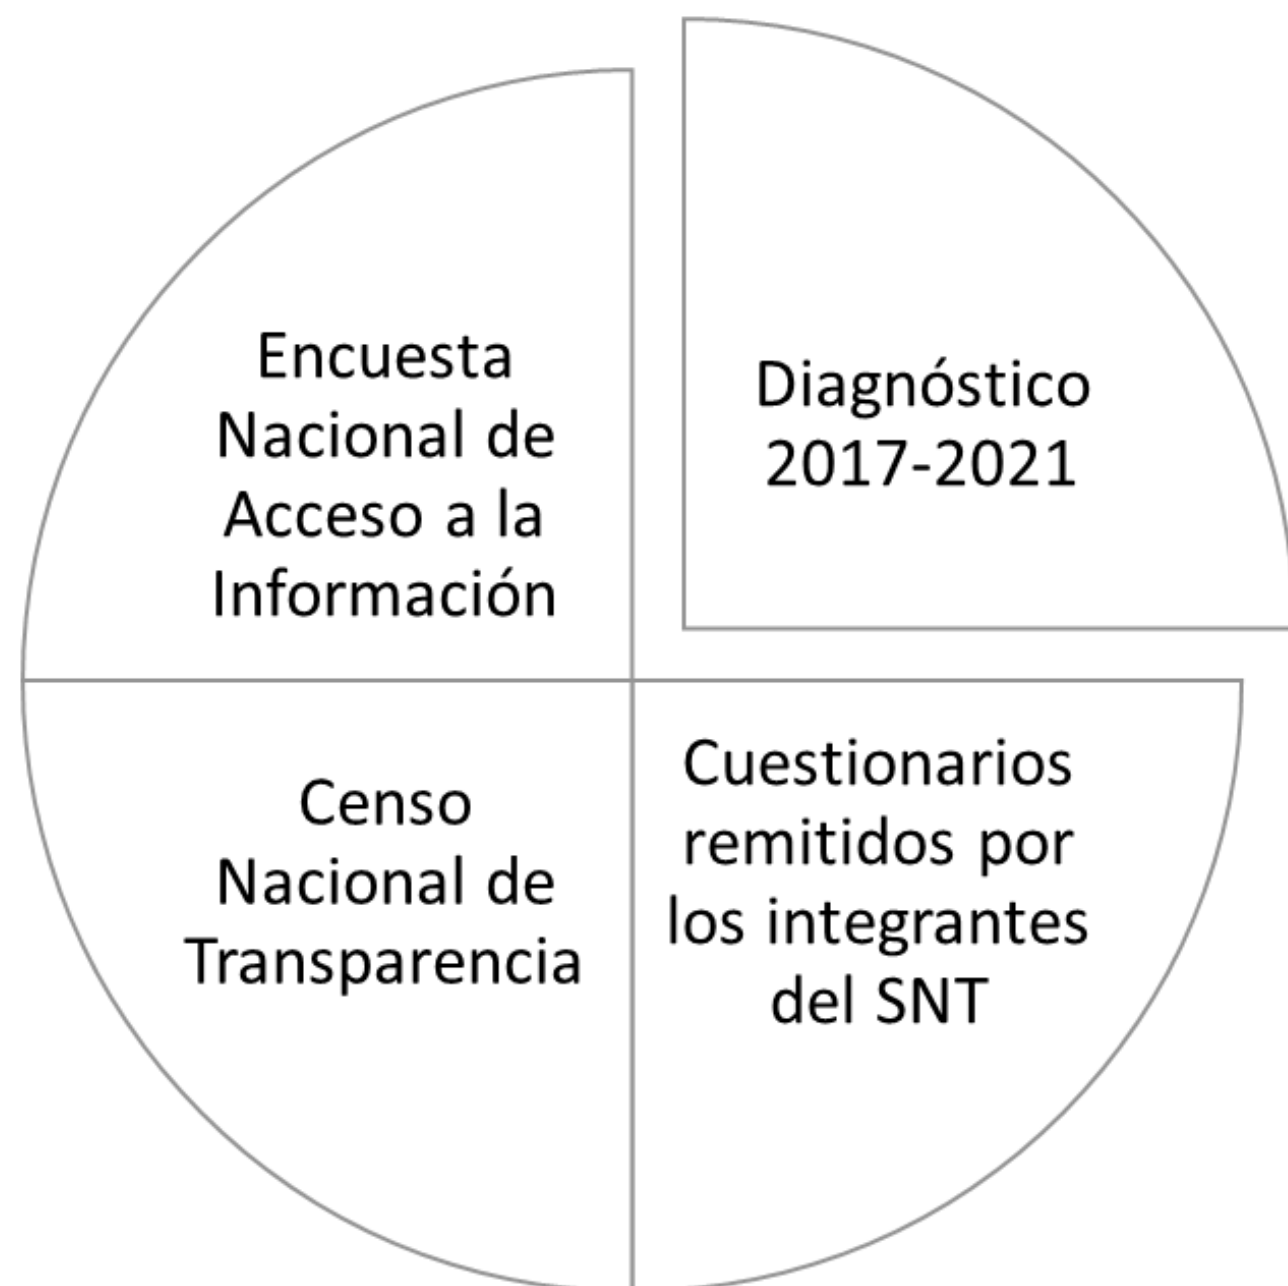 Encuesta
Nacional de
Acceso a la
Información
Diagnóstico
2017-2021
Censo
Nacional de
Transparencia
Cuestionarios
remitidos por
los integrantes
del SNT